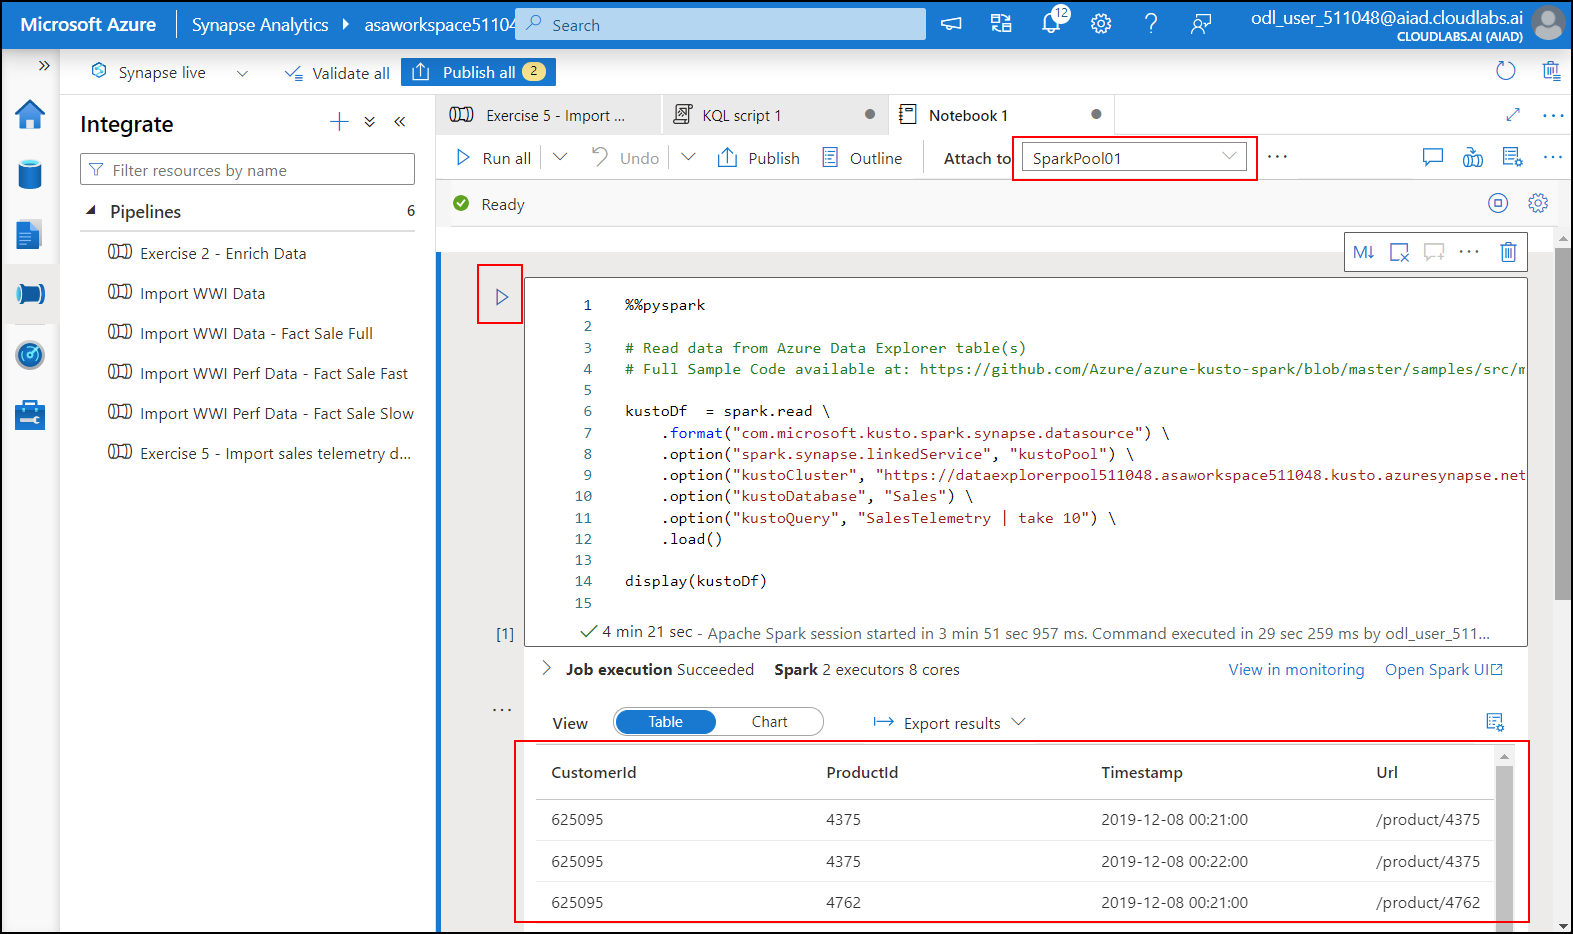 Microsoft Azure
Synapse Analytics
asaworkspace51104
Search
12
odl_user_511048@aiad.cloudlabs.ai
CLOUDLABS.AI (AIAD)
Synapse live
Validate all
Publish all 2
Integrate
Filter resources by name
Pipelines 6
Exercise 2 - Enrich Data
Import WWI Data
Import WWI Data - Fact Sale Full
Import WWI Perf Data - Fact Sale Fast
Import WWI Perf Data - Fact Sale Slow
Exercise 5 - Import sales telemetry d...
Exercise 5 - Import ...
KQL script 1
Notebook 1
Run all
Undo
Publish
Outline
Attach to
SparkPool01
Ready
M↓
1 %%pyspark
2
3 # Read data from Azure Data Explorer table(s)
4 # Full Sample Code available at: https://github.com/Azure/azure-kusto-spark/blob/master/samples/src/m
5
6 kustoDf  = spark.read \
7 .format("com.microsoft.kusto.spark.synapse.datasource") \
8 .option("spark.synapse.linkedService", "kustoPool") \
9 .option("kustoCluster", "https://dataexplorerpool511048.asaworkspace511048.kusto.azuresynapse.net
10 .option("kustoDatabase", "Sales") \
11 .option("kustoQuery", "SalesTelemetry | take 10") \
12 .load()
13
14 display(kustoDf)
15
[1]
4 min 21 sec - Apache Spark session started in 3 min 51 sec 957 ms. Command executed in 29 sec 259 ms by odl_user_511...
Job execution Succeeded Spark 2 executors 8 cores
View in monitoring
Open Spark UI
View
Table
Chart
Export results
CustomerId ProductId Timestamp Url
625095 4375 2019-12-08 00:21:00 /product/4375
625095 4375 2019-12-08 00:22:00 /product/4375
625095 4762 2019-12-08 00:21:00 /product/4762